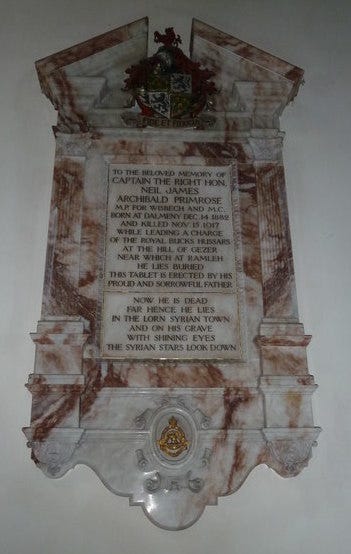 FIDE ET FIDUCIA
TO THE BELOVED MEMORY OF
CAPTAIN THE RIGHT HON.
NEIL JAMES
ARCHIBALD PRIMROSE
M.P. FOR WISBECH AND M.C.
BORN AT DALMENY DEC. 14 1882
AND KILLED NOV. 15 1917
WHILE LEADING A CHARGE
OF THE ROYAL BUCKS HUSSARS
AT THE HILL OF GEZER
NEAR WHICH AT RAMLEH
HE LIES BURIED
THIS TABLET IS ERECTED BY HIS
PROUD AND SORROWFUL FATHER
NOW HE IS DEAD
FAR HENCE HE LIES
IN THE LORN SYRIAN TOWN
AND ON HIS GRAVE
WITH SHINING EYES
THE SYRIAN STARS LOOK DOWN